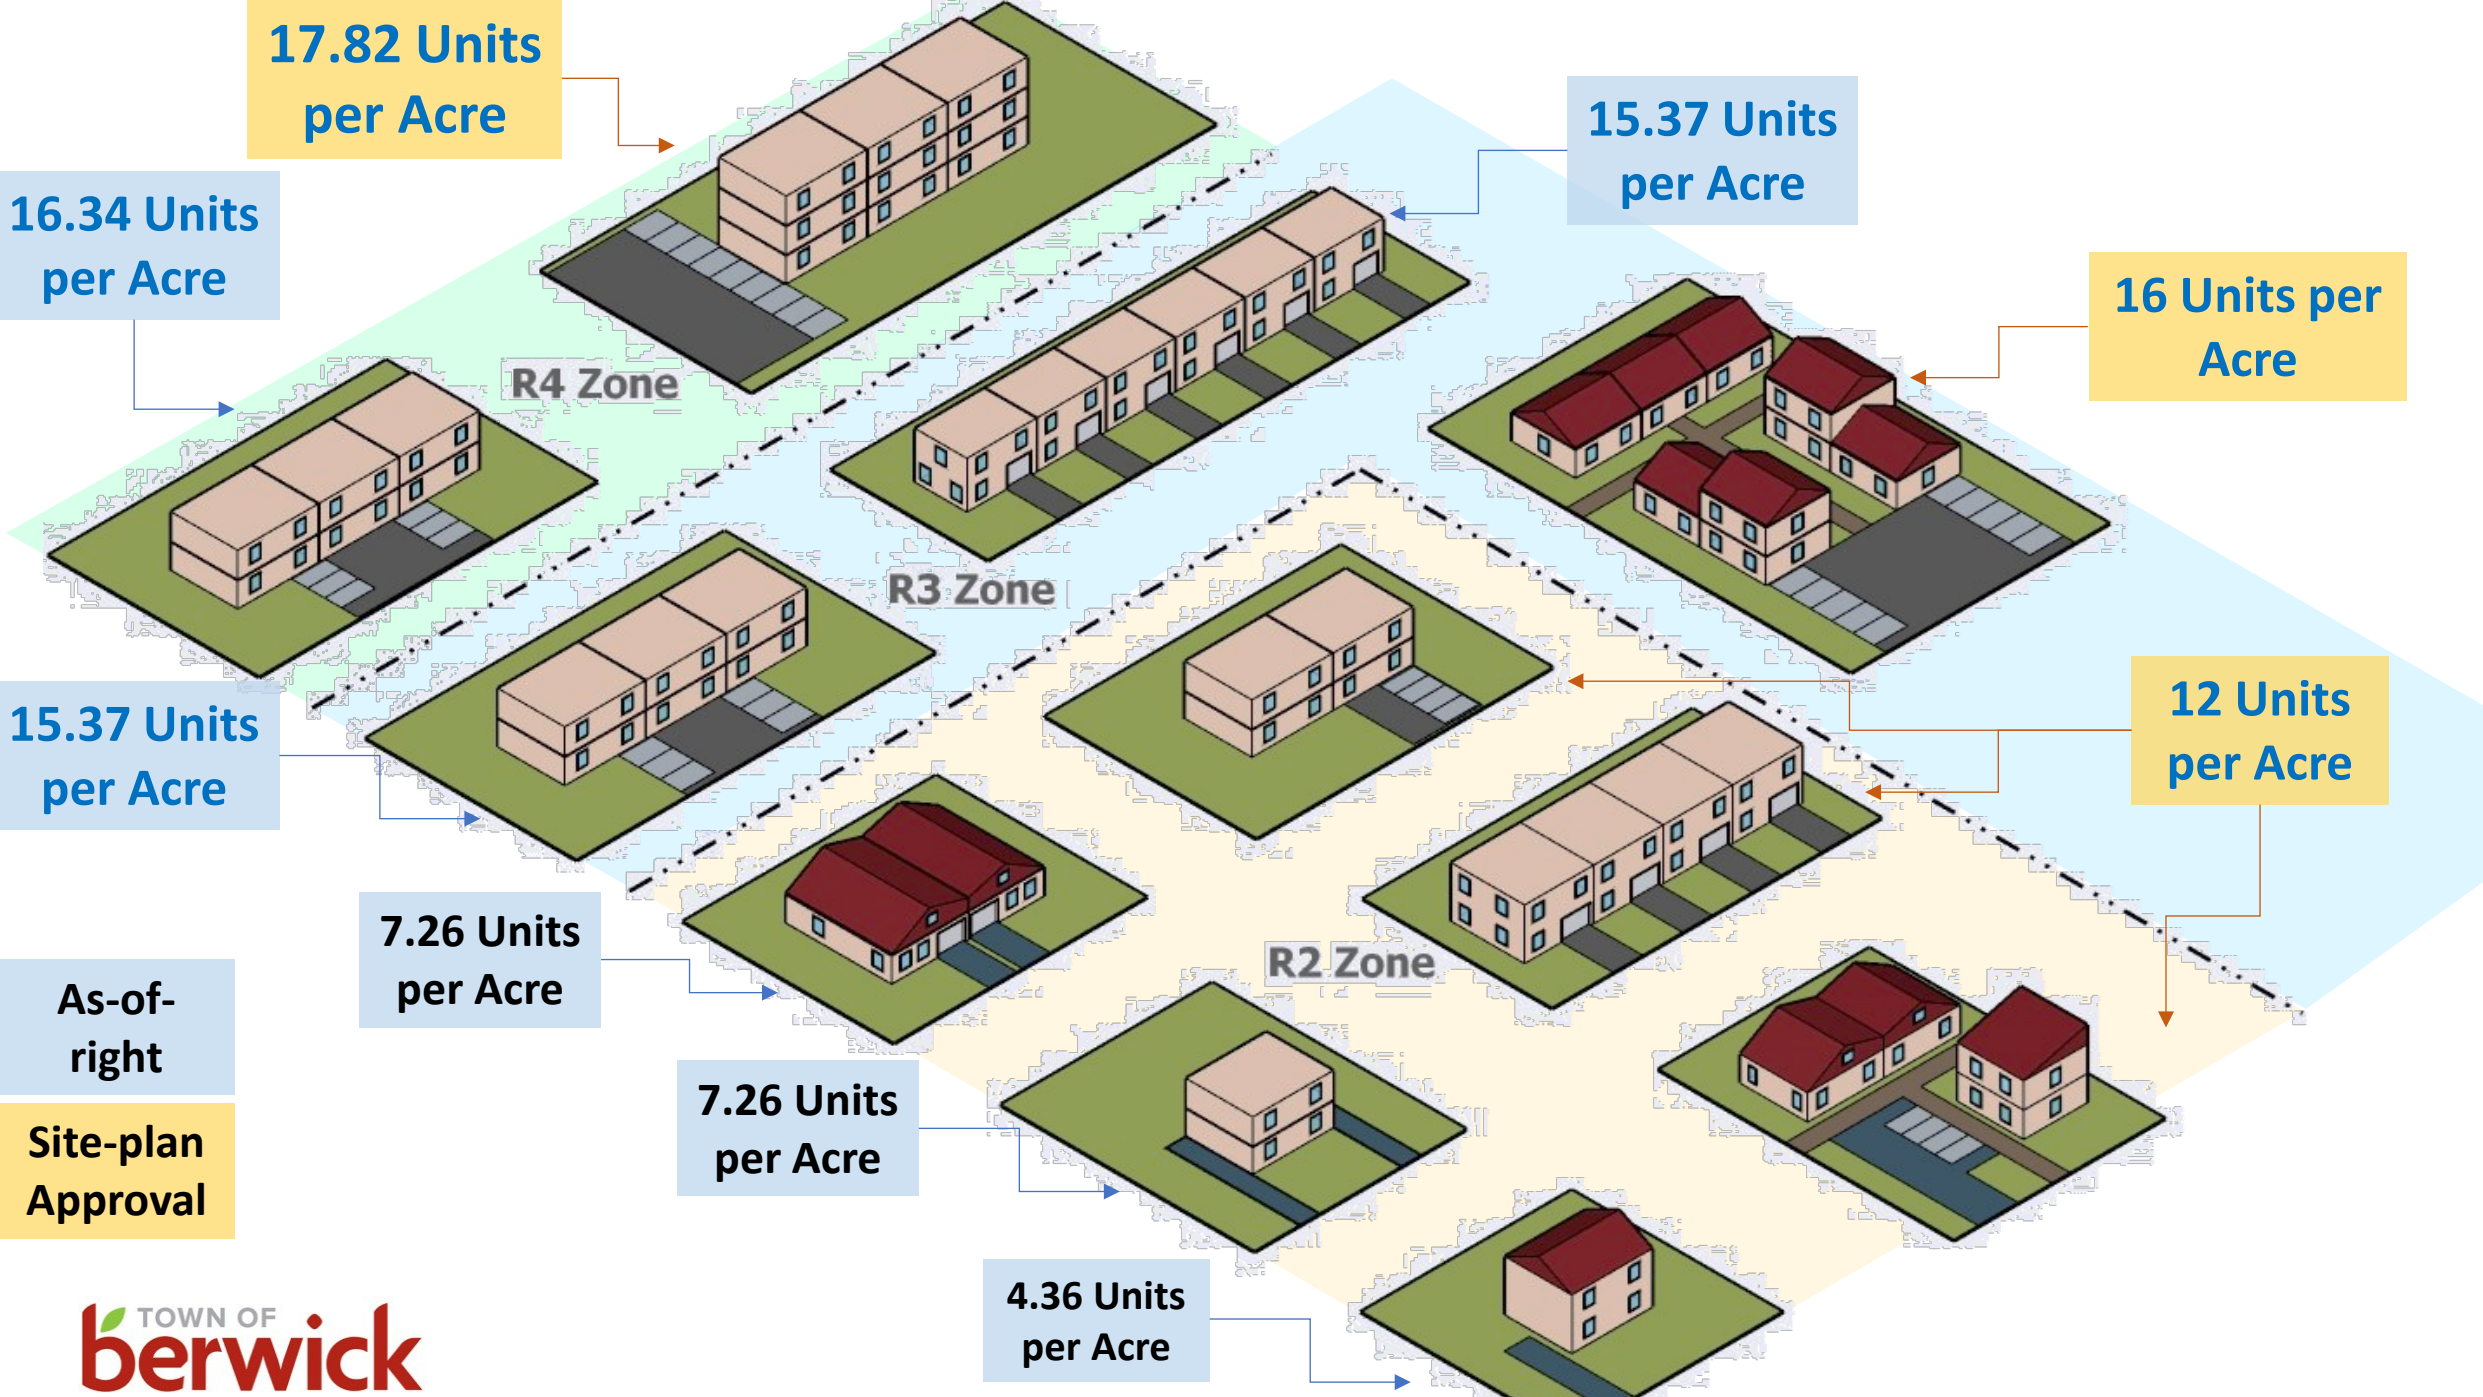 17.82 Units
per Acre
15.37 Units
per Acre
16.34 Units
per Acre
16 Units per
Acre
R4 Zone
R3 Zone
15.37 Units
per Acre
12 Units
per Acre
7.26 Units
per Acre
R2 Zone
As-of-
right
7.26 Units
per Acre
Site-plan
Approval
4.36 Units
per Acre
TOWN OF
berwick